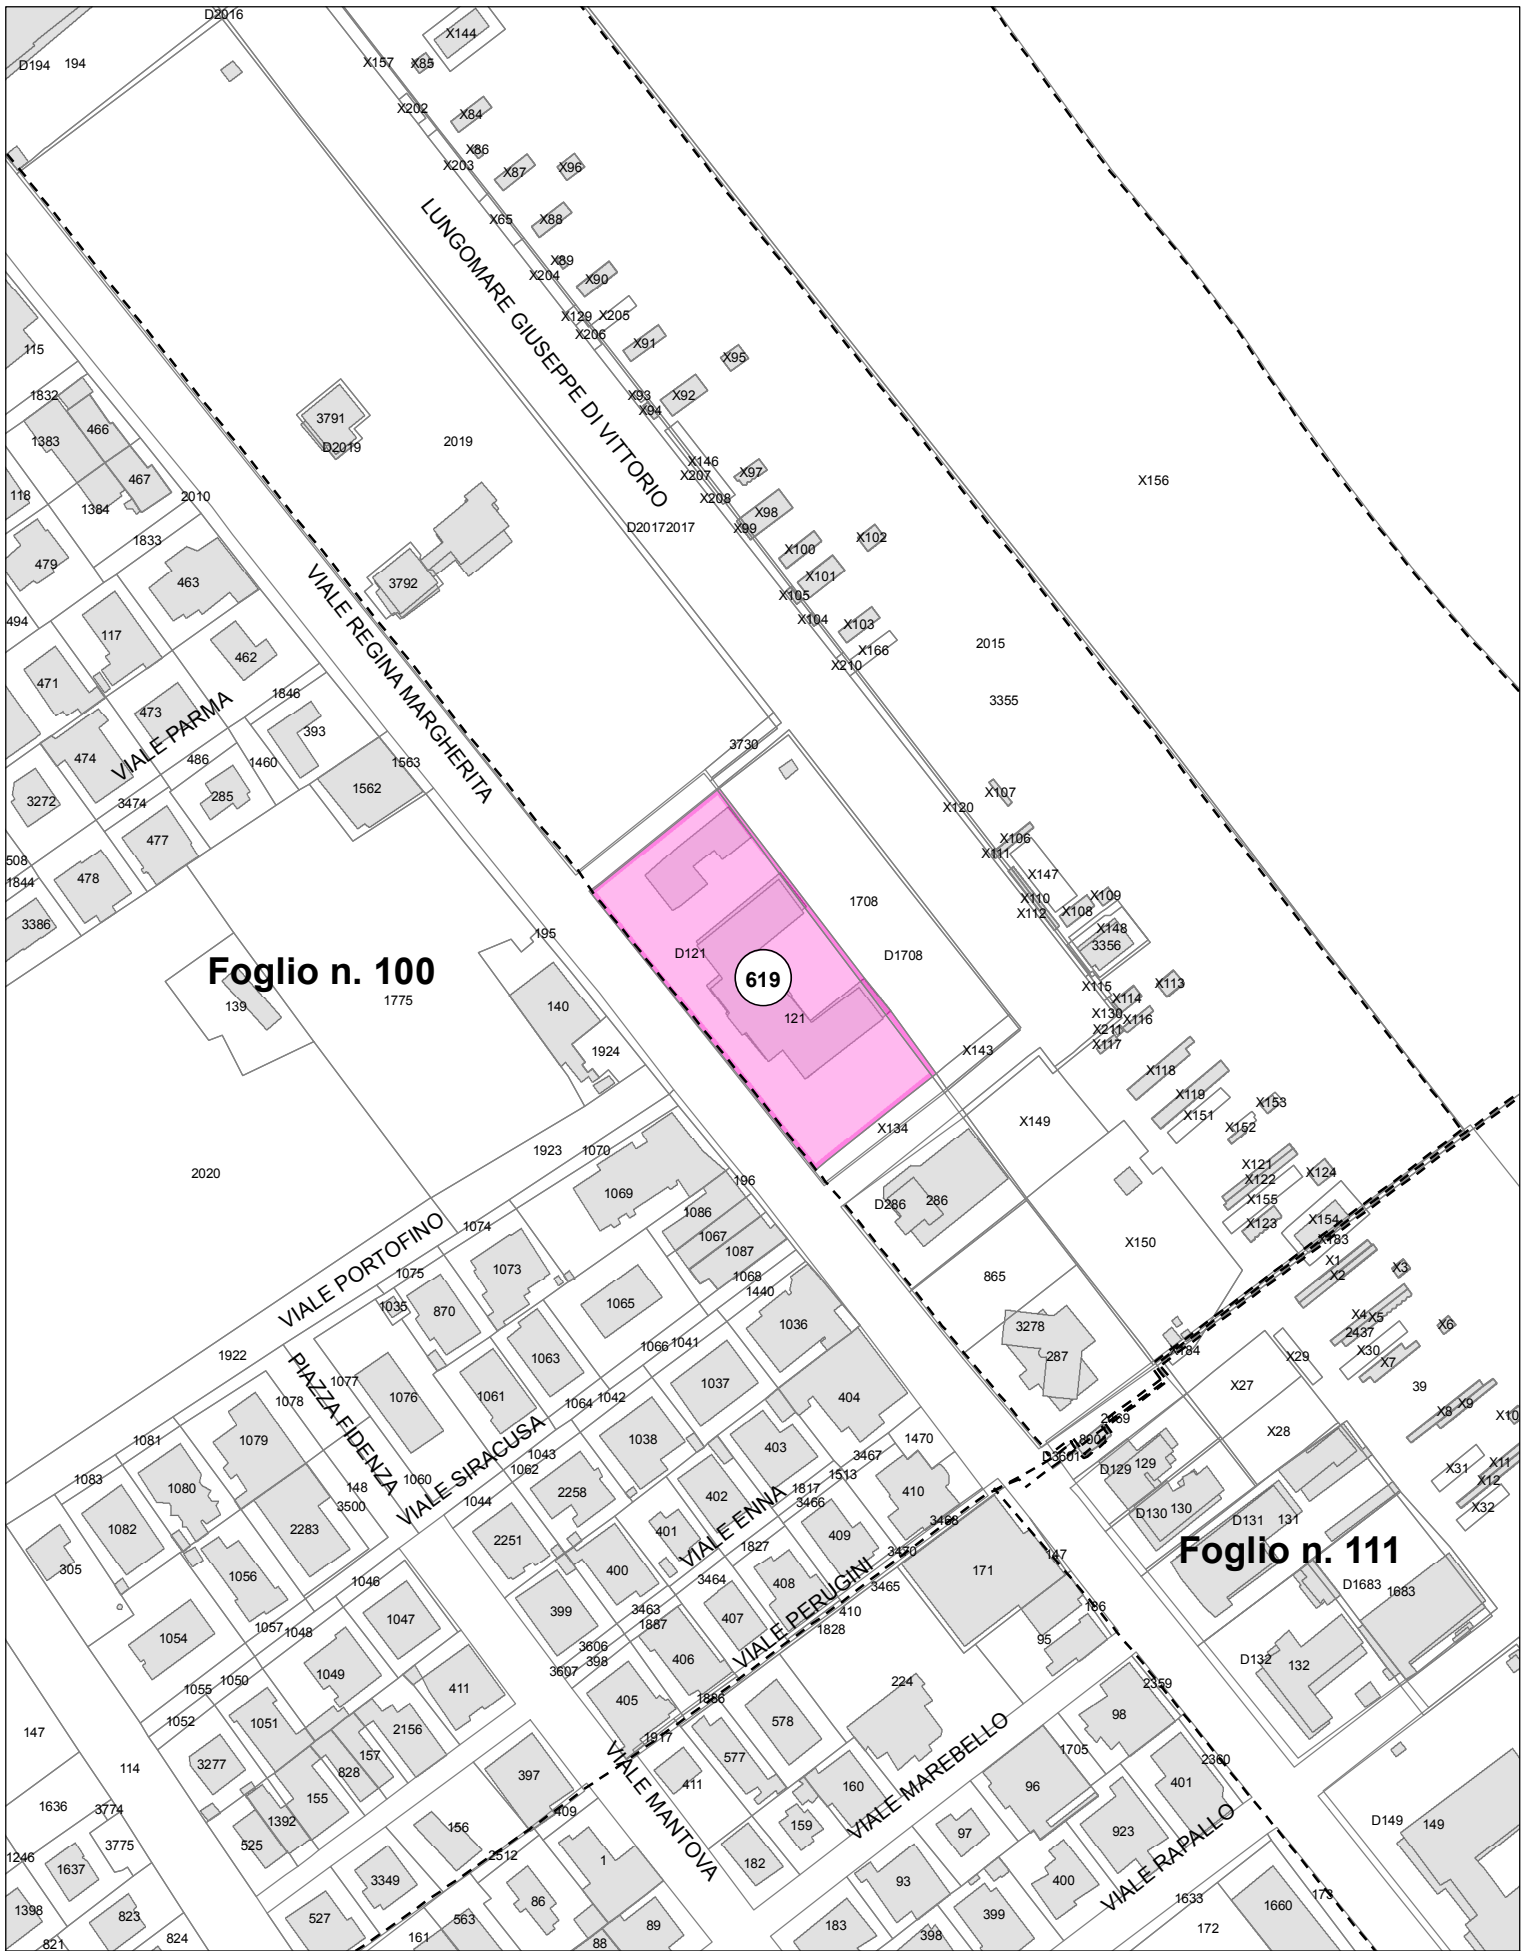 D2016
X144
X157
X85
D194
194
X202
X84
X86
X203
X87
X96
X65
X88
LUNGOMARE GIUSEPPE DI VITTORIO
X89
X204
X90
X129
X205
X206
X91
X95
115
1832
X93
X92
X94
3791
D2019
2019
466
1383
467
X146
X207
X97
X156
118
1384
2010
X208
X98
X99
D2017
2017
1833
X102
X100
479
463
3792
X101
X105
494
117
X104
X103
462
X166
X210
2015
VIALE REGINA MARGHERITA
471
1846
3355
473
VIALE PARMA
393
474
486
1460
1563
3730
1562
X107
3272
3474
285
X120
477
X106
X111
508
1844
478
X147
X110
X109
X112
X108
1708
3386
195
X148
3356
D121
D1708
Foglio n. 100
619
1775
139
140
X115
X113
X114
X130
X116
121
X211
X117
1924
X143
X118
X119
X153
X151
X152
X149
X134
1923
1070
X121
X124
X122
2020
1069
196
D286
286
X155
X154
X123
X183
1086
1067
1087
X150
VIALE PORTOFINO
1074
1073
1068
1440
865
X1
X2
X3
1075
1035
870
1065
X4
X5
X6
1036
3278
2437
X30
X7
1066
1041
1063
287
X184
X29
1922
PIAZZA FIDENZA
1077
1076
1061
1037
404
X27
39
1064
1042
1078
X8
X9
X10
X28
1081
1079
1038
403
1470
3467
2469
VIALE SIRACUSA
1043
1062
1060
1083
1080
148
3500
1044
2258
402
1513
1817
3466
410
D3601
129
D129
X31
X11
X12
X32
VIALE ENNA
1082
2283
2251
401
409
3468
D130
130
D131
131
Foglio n. 111
305
1056
1046
400
1827
3470
171
147
3464
408
3465
D1683
1683
1047
399
3463
407
410
VIALE PERUGINI
1828
186
1054
1057
1048
1887
3606
398
3607
406
95
D132
132
1049
1055
1050
411
405
1886
224
2359
1052
1051
2156
1917
578
98
147
157
577
3277
828
VIALE MANTOVA
VIALE MAREBELLO
1705
2360
114
155
397
411
160
96
401
1636
3774
1392
409
159
D149
149
3775
525
156
2512
97
923
VIALE RAPALLO
1246
1637
1
182
3349
93
400
1633
173
1398
823
86
1660
527
563
89
183
399
172
821
824
161
88
398